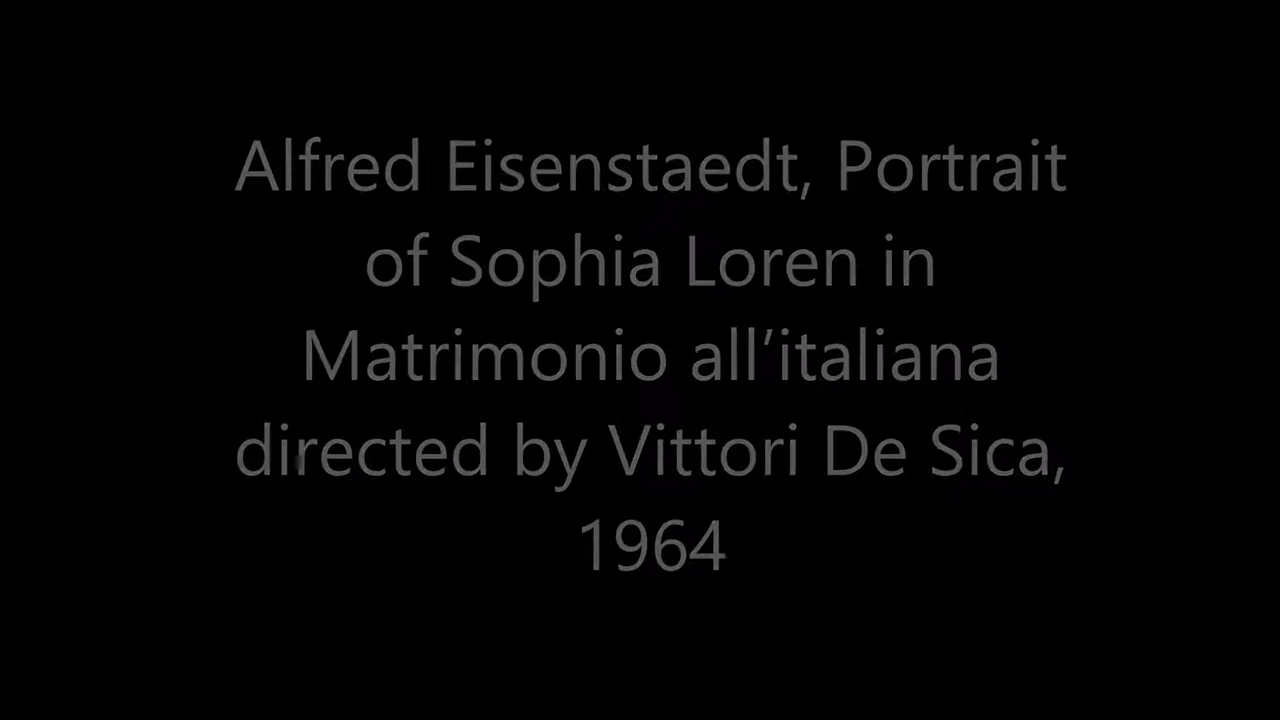 Alfred Eisenstaedt, Portrait
of Sophia Loren in
Matrimonio all’italiana
directed by Vittori De Sica,
1964